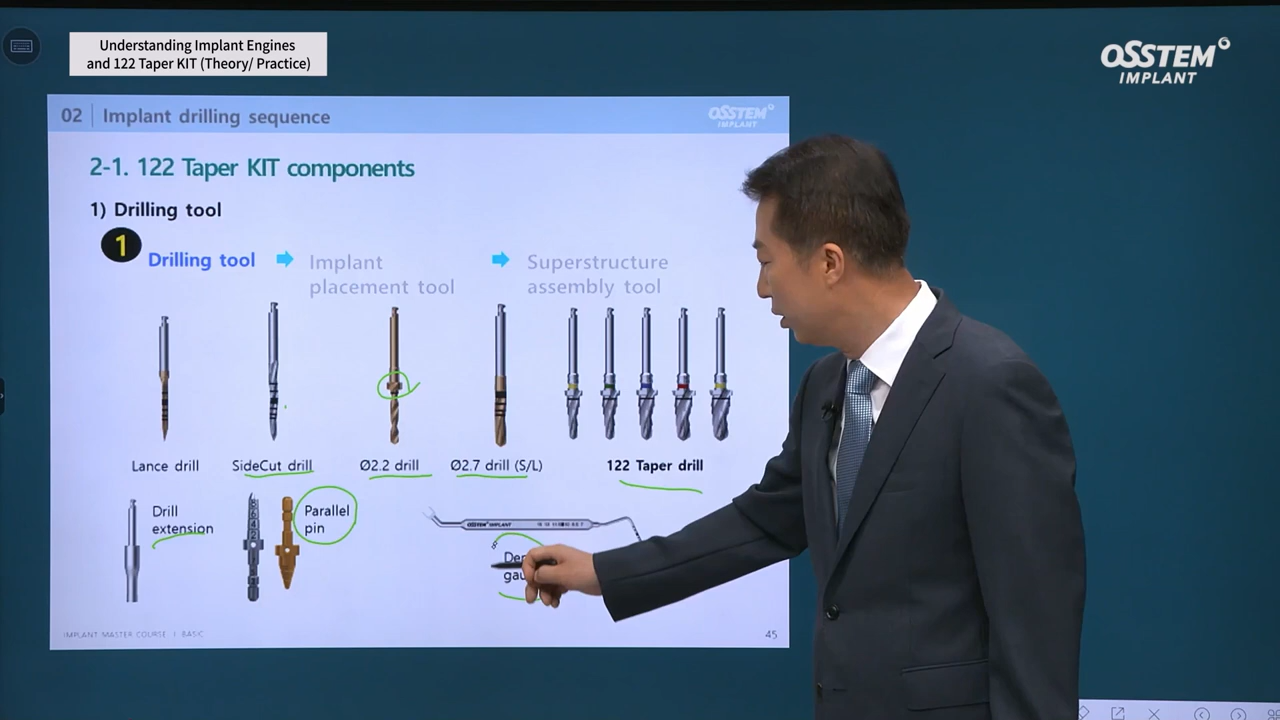 Understanding Implant Engines
and 122 Taper KIT (Theory/ Practice)
OSSTEM
IMPLANT
02 | Implant drilling sequence
OSSTEM
IMPLANT
2-1. 122 Taper KIT components
1) Drilling tool
1
Drilling tool
Implant
placement tool
Superstructure
assembly tool
Lance drill
SideCut drill
Ø2.2 drill
Ø2.7 drill (S/L)
122 Taper drill
Drill
extension
Parallel
pin
OSSTEM IMPLANT
IMPLANT MASTER COURSE | BASIC
45